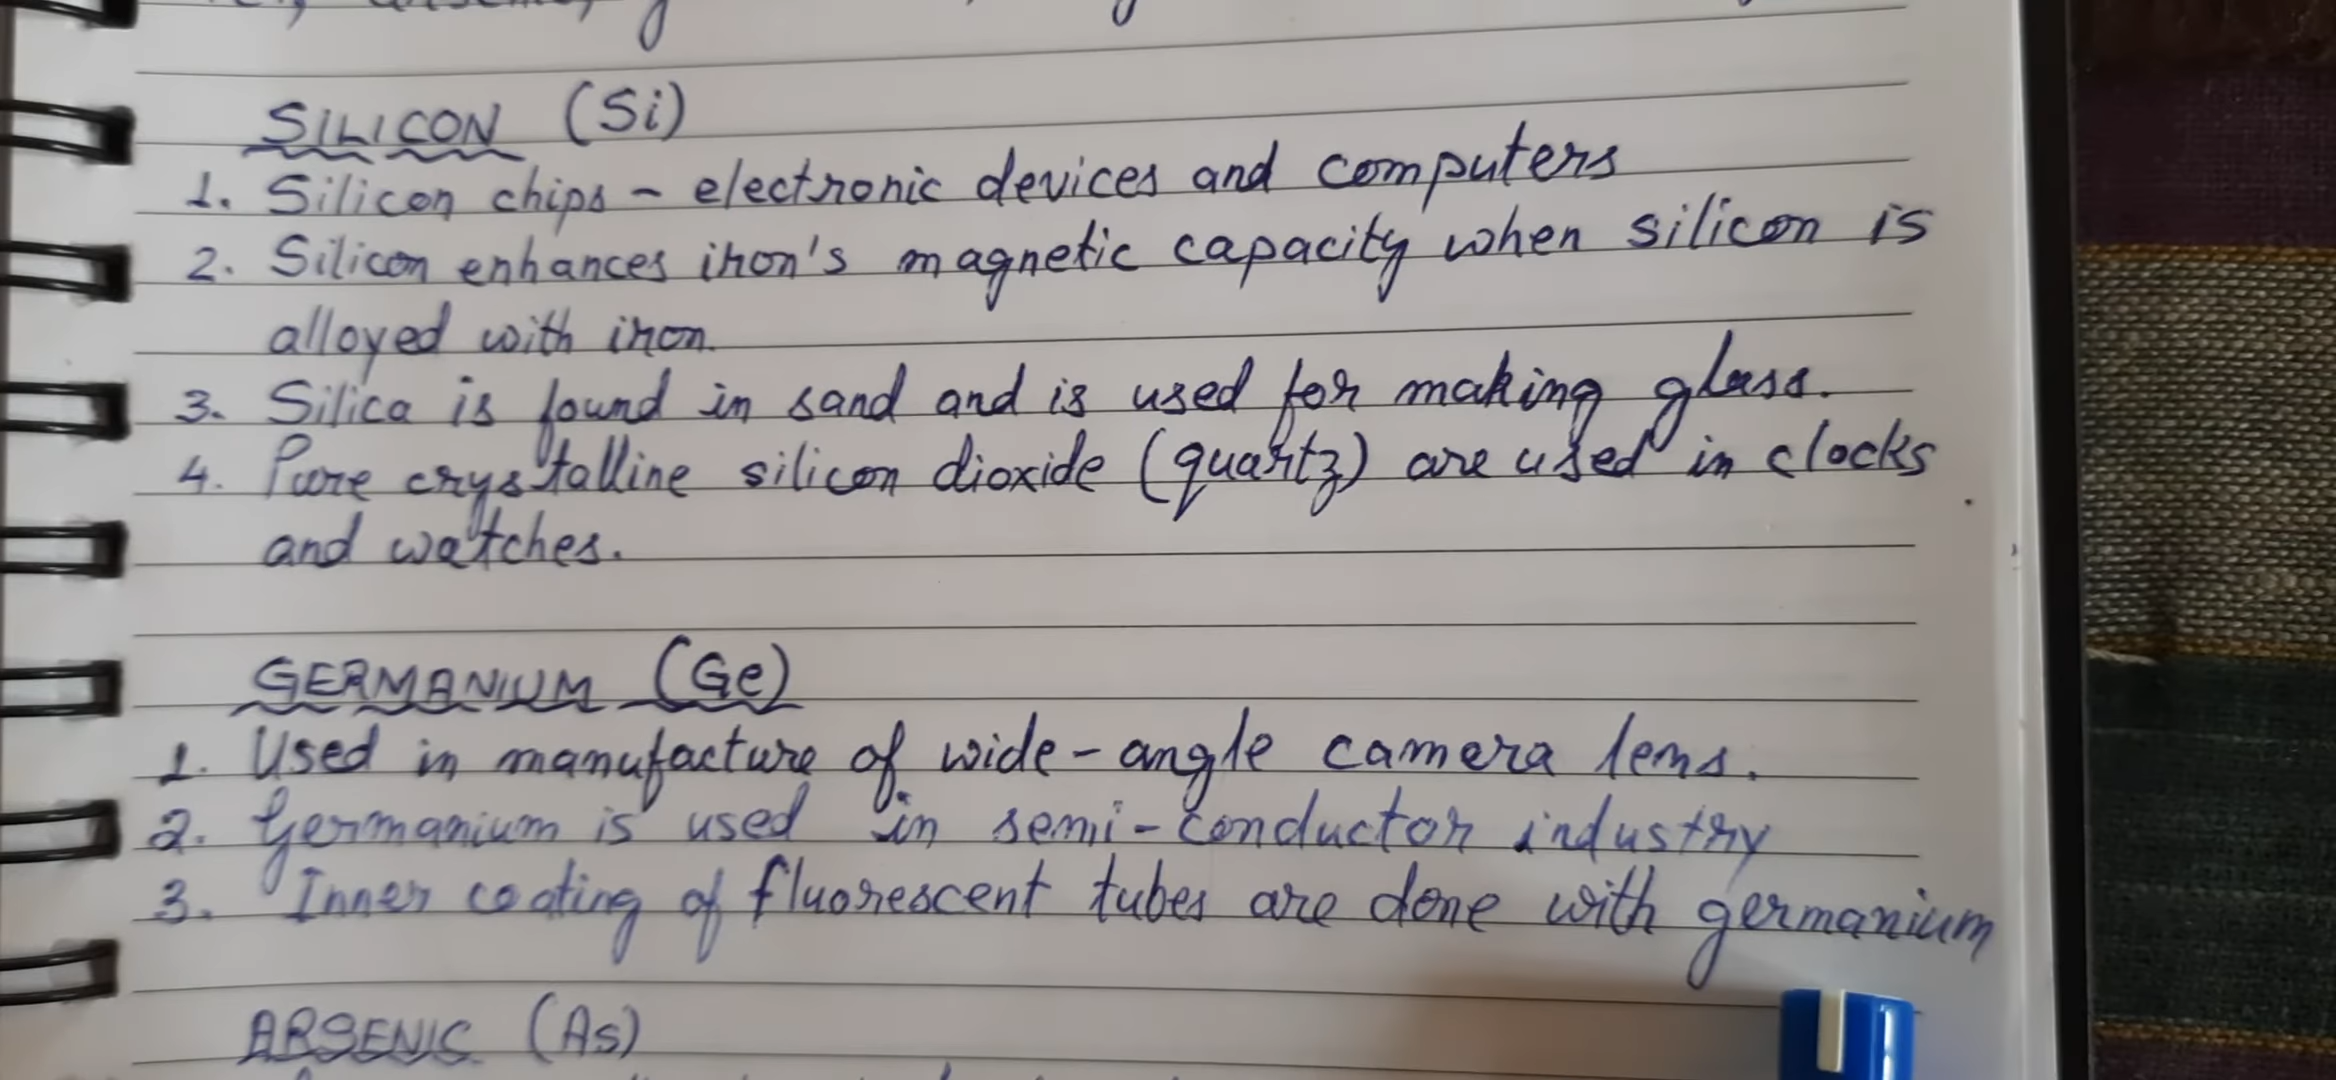 SILICON (Si)
1. Silicon chips - electronic devices and computers
2. Silicon enhances iron's magnetic capacity when silicon is
alloyed with iron.
3. Silica is found in sand and is used for making glass.
4. Pure crystalline silicon dioxide (quartz) are used in clocks
and watches.
GERMANIUM (Ge)
1. Used in manufacture of wide-angle camera lens.
2. Germanium is used in semi-conductor industry
3. Inner coating of fluorescent tubes are done with germanium
ARSENIC (As)